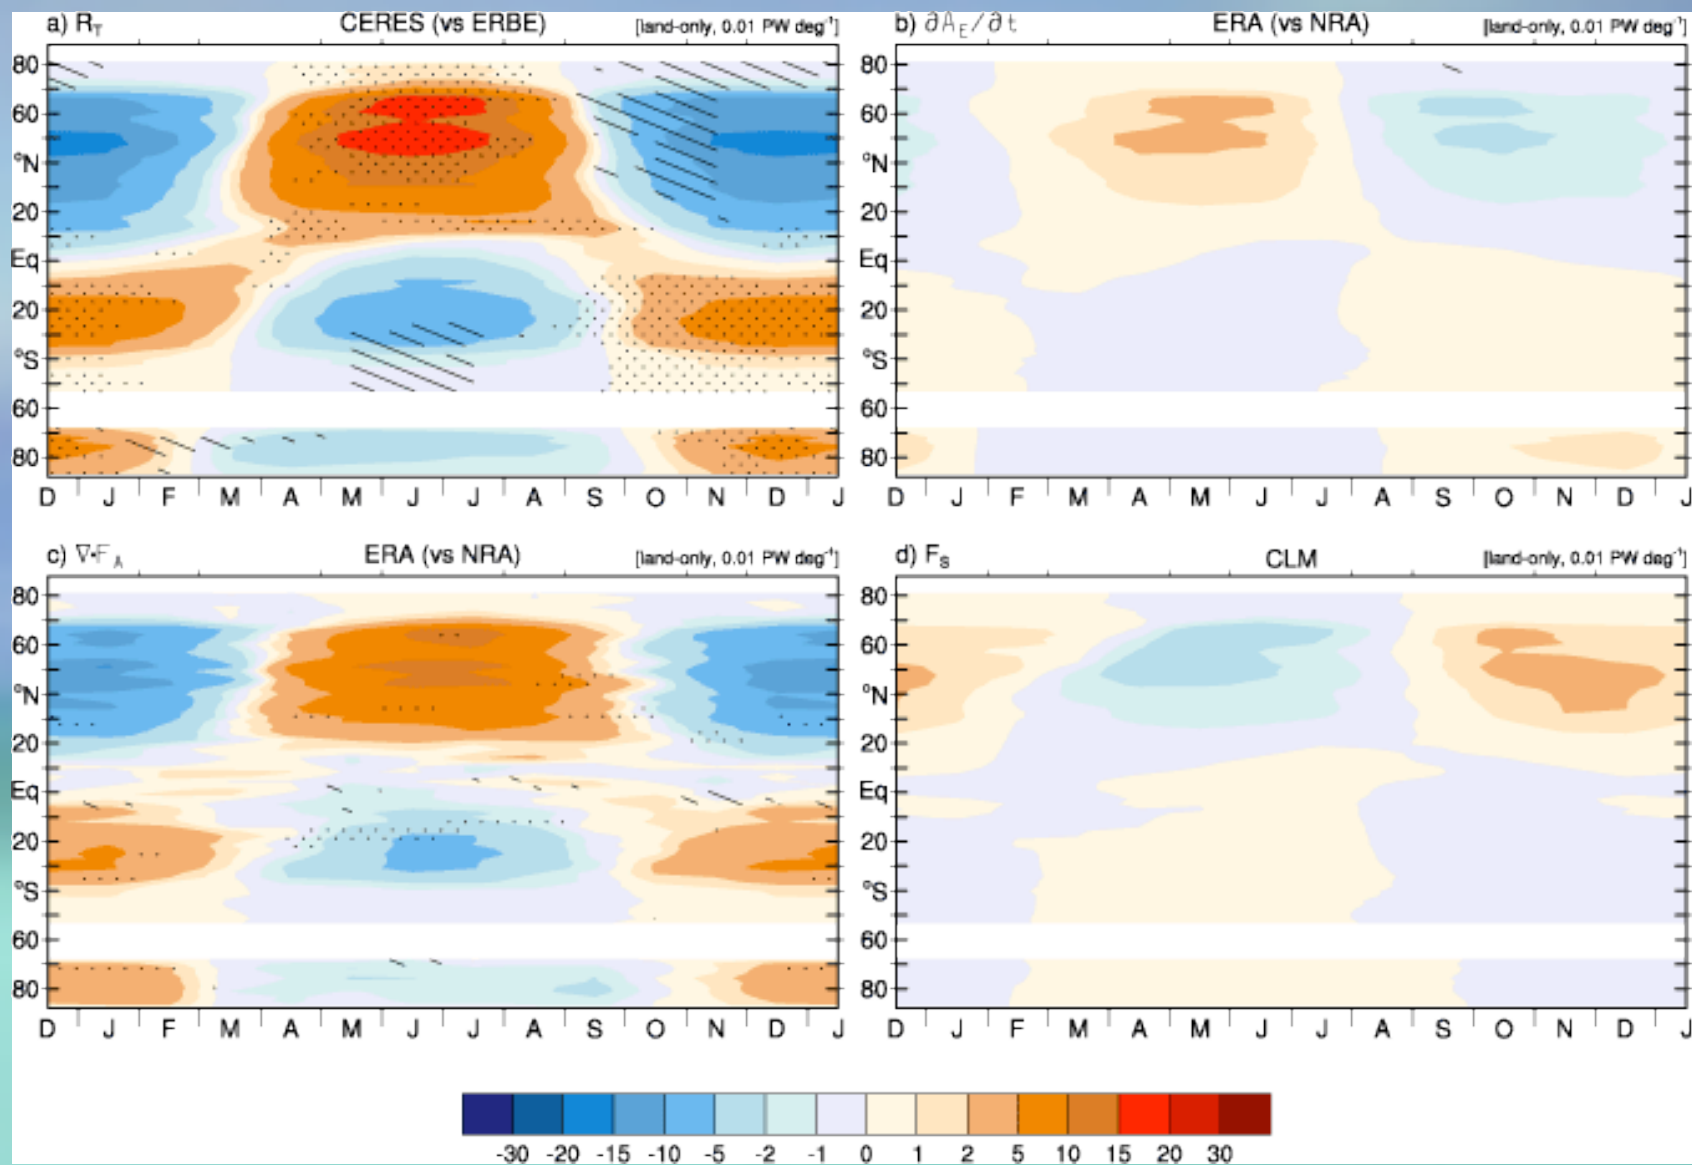 a) R_T CERES (vs ERBE) [land-only, 0.01 PW deg⁻¹]
80
60
°N
20
Eq
20
°S
60
80
D J F M A M J J A S O N D J
b) ∂A_E/∂t ERA (vs NRA) [land-only, 0.01 PW deg⁻¹]
80
60
°N
20
Eq
20
°S
60
80
D J F M A M J J A S O N D J
c) ∇•F_A ERA (vs NRA) [land-only, 0.01 PW deg⁻¹]
80
60
°N
20
Eq
20
°S
60
80
D J F M A M J J A S O N D J
d) F_S CLM [land-only, 0.01 PW deg⁻¹]
80
60
°N
20
Eq
20
°S
60
80
D J F M A M J J A S O N D J
-30 -20 -15 -10 -5 -2 -1 0 1 2 5 10 15 20 30